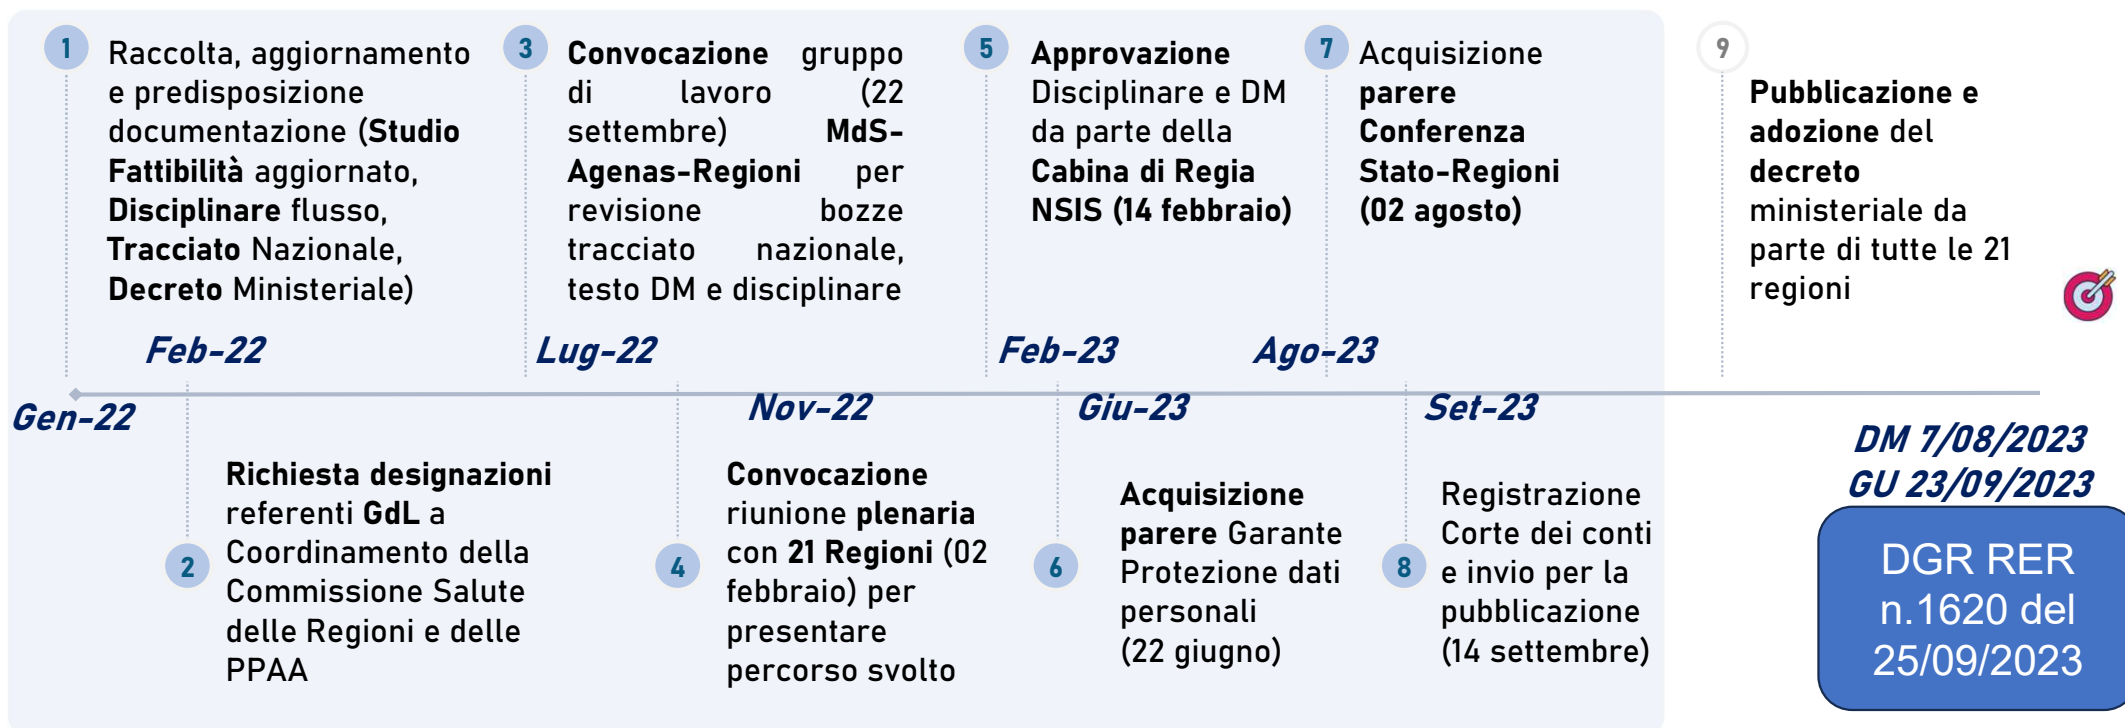 1
Raccolta, aggiornamento
e predisposizione
documentazione (Studio
Fattibilità aggiornato,
Disciplinare flusso,
Tracciato Nazionale,
Decreto Ministeriale)
3
Convocazione gruppo
di lavoro (22
settembre) MdS-
Agenas-Regioni per
revisione bozze
tracciato nazionale,
testo DM e disciplinare
5
Approvazione
Disciplinare e DM
da parte della
Cabina di Regia
NSIS (14 febbraio)
7
Acquisizione
parere
Conferenza
Stato-Regioni
(02 agosto)
9
Pubblicazione e
adozione del
decreto
ministeriale da
parte di tutte le 21
regioni
Feb-22
Lug-22
Feb-23
Ago-23
Gen-22
Nov-22
Giu-23
Set-23
2
Richiesta designazioni
referenti GdL a
Coordinamento della
Commissione Salute
delle Regioni e delle
PPAA
4
Convocazione
riunione plenaria
con 21 Regioni (02
febbraio) per
presentare
percorso svolto
6
Acquisizione
parere Garante
Protezione dati
personali
(22 giugno)
8
Registrazione
Corte dei conti
e invio per la
pubblicazione
(14 settembre)
DM 7/08/2023
GU 23/09/2023
DGR RER
n.1620 del
25/09/2023